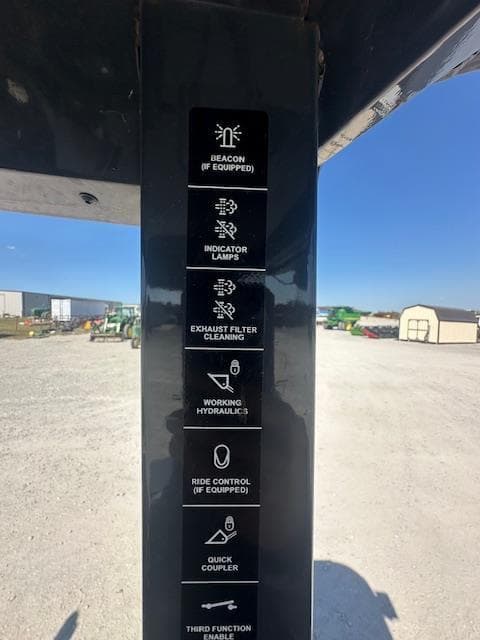 BEACON
(IF EQUIPPED)
INDICATOR
LAMPS
EXHAUST FILTER
CLEANING
WORKING
HYDRAULICS
RIDE CONTROL
(IF EQUIPPED)
QUICK
COUPLER
THIRD FUNCTION
ENABLE